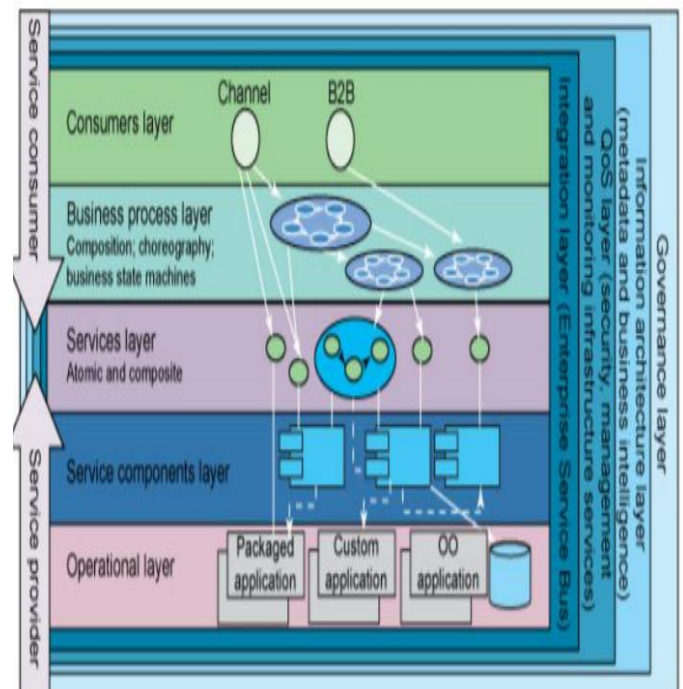 Service consumer
Service provider
Channel
B2B
Consumers layer
Business process layer
Composition; choreography;
business state machines
Services layer
Atomic and composite
Service components layer
Operational layer
Packaged
application
Custom
application
OO
application
Integration layer (Enterprise Service Bus)
QoS layer (security, management
and monitoring infrastructure services)
Information architecture layer
(metadata and business intelligence)
Governance layer